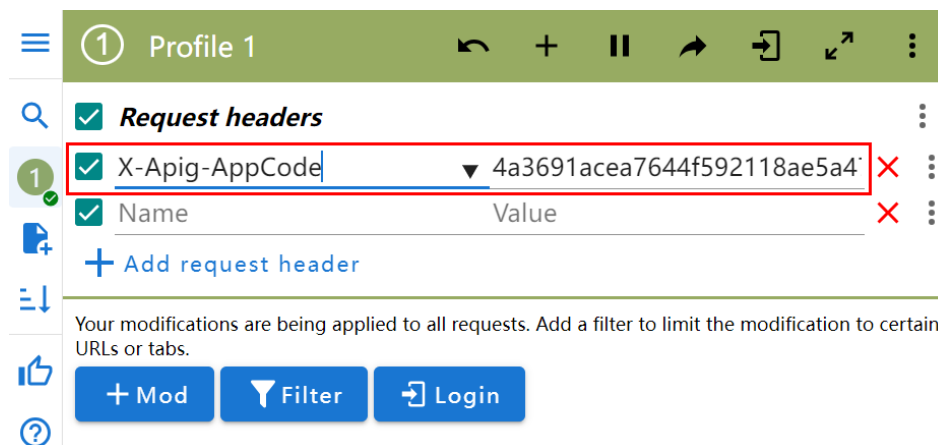 1 Profile 1
Request headers
X-Apig-AppCode 4a3691acea7644f592118ae5a4
1
Name Value
Add request header
Your modifications are being applied to all requests. Add a filter to limit the modification to certain
URLs or tabs.
Mod Filter Login